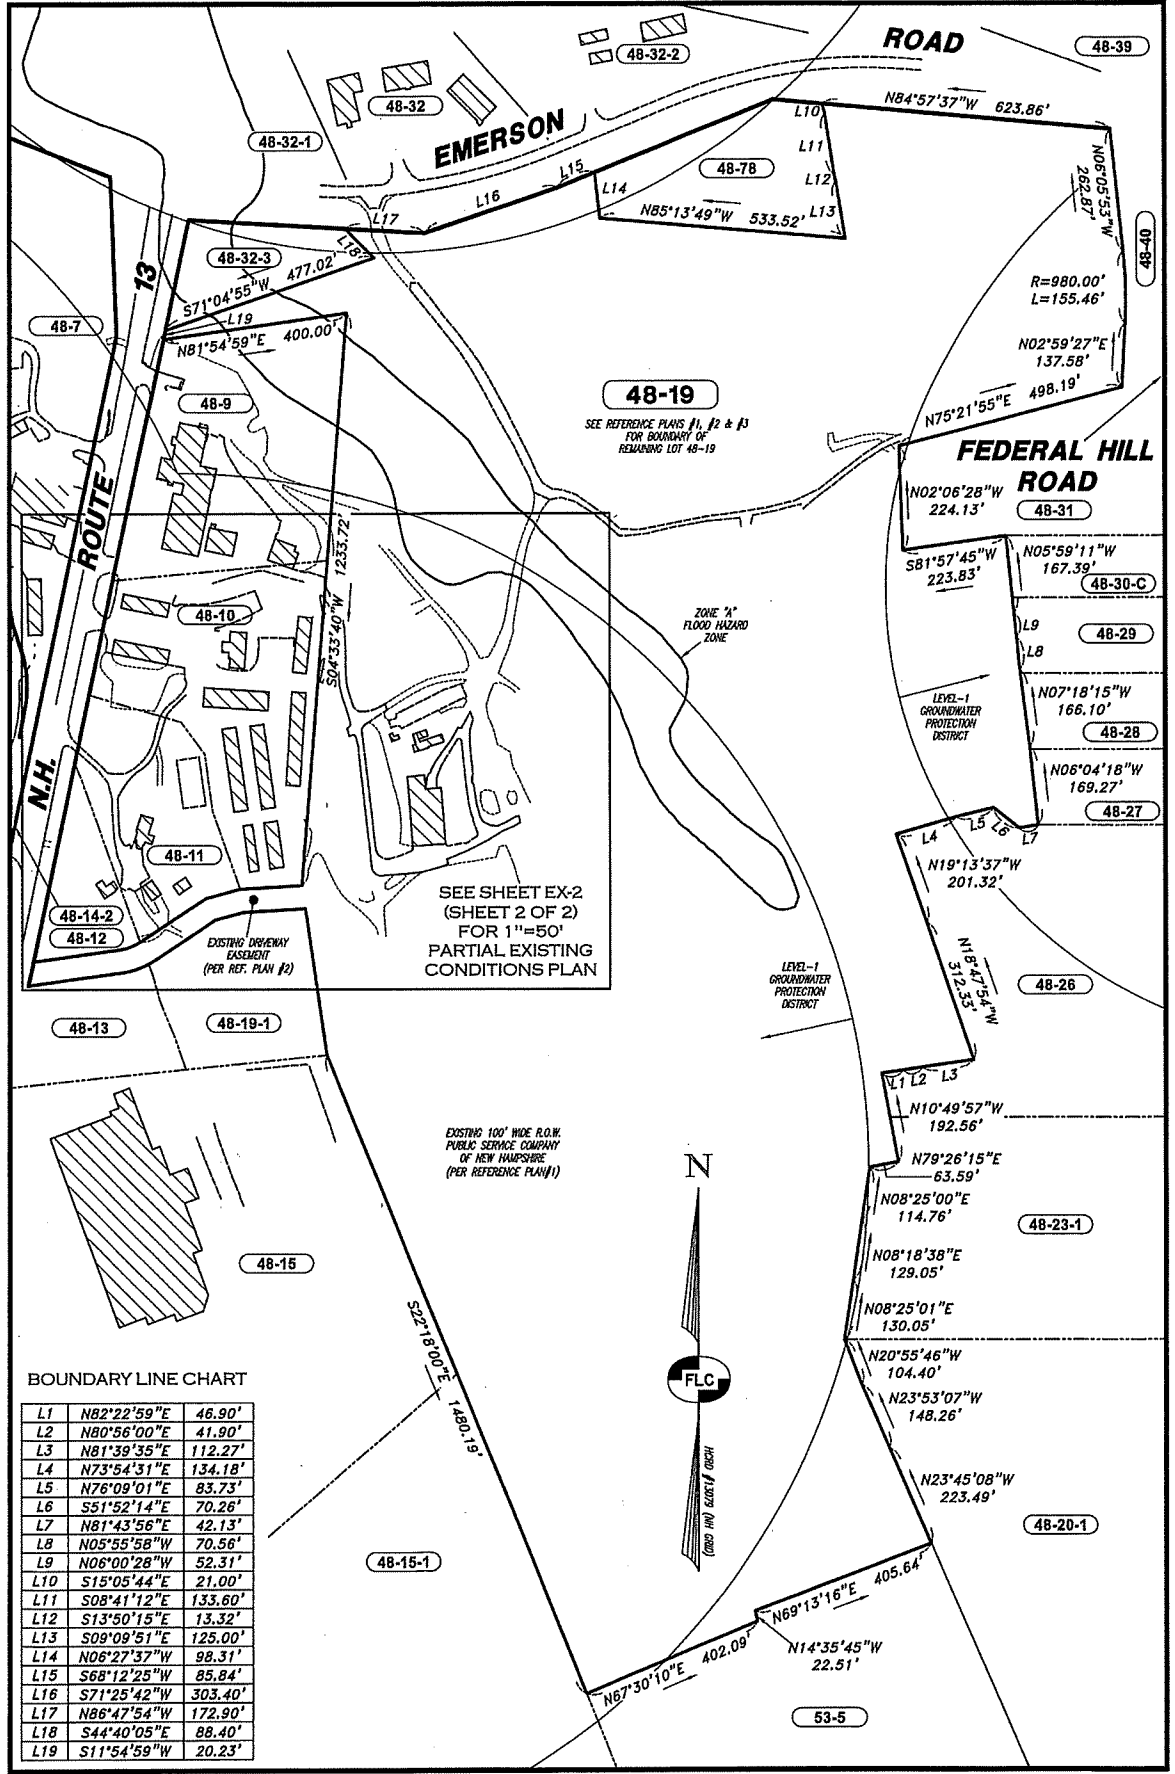 ROAD
48-39
48-32-2
48-32
48-32-1
EMERSON
N84°57'37"W 623.86'
L10
L11
L12
L13
48-78
L14
L15
L16
L17
L18
N85°13'49"W 533.52'
N06°05'53"W
262.87'
48-40
13
48-32-3
S71°04'55"W 477.02'
L19
N81°54'59"E 400.00'
48-7
R=980.00'
L=155.46'
N02°59'27"E
137.58'
N75°21'55"E 498.19'
48-19
SEE REFERENCE PLANS #1, #2 & #3
FOR BOUNDARY OF
REMAINING LOT 48-19
48-9
FEDERAL HILL
ROAD
48-31
N02°06'28"W
224.13'
S81°57'45"W
223.83'
N05°59'11"W
167.39'
48-30-C
ROUTE
S04°33'40"W 1233.72'
48-10
ZONE "A"
FLOOD HAZARD
ZONE
L9
L8
48-29
LEVEL-1
GROUNDWATER
PROTECTION
DISTRICT
N07°18'15"W
166.10'
48-28
N.H.
N06°04'18"W
169.27'
48-27
L4
L5
L6
L7
48-11
N19°13'37"W
201.32'
SEE SHEET EX-2
(SHEET 2 OF 2)
FOR 1"=50'
PARTIAL EXISTING
CONDITIONS PLAN
48-14-2
48-12
EXISTING DRIVEWAY
EASEMENT
(PER REF. PLAN #2)
N18°47'54"W
312.33'
LEVEL-1
GROUNDWATER
PROTECTION
DISTRICT
48-26
48-13
48-19-1
L1
L2
L3
N10°49'57"W
192.56'
EXISTING 100' WIDE R.O.W.
PUBLIC SERVICE COMPANY
OF NEW HAMPSHIRE
(PER REFERENCE PLAN#1)
N
N79°26'15"E
63.59'
N08°25'00"E
114.76'
48-23-1
48-15
N08°18'38"E
129.05'
N08°25'01"E
130.05'
S22°18'00"E 1480.19'
N20°55'46"W
104.40'
FLC
N23°53'07"W
148.26'
HCRD #13079 (NH GRID)
N23°45'08"W
223.49'
48-20-1
48-15-1
N69°13'16"E 405.64'
N14°35'45"W
22.51'
N67°30'10"E 402.09'
53-5
BOUNDARY LINE CHART
L1 N82°22'59"E 46.90'
L2 N80°56'00"E 41.90'
L3 N81°39'35"E 112.27'
L4 N73°54'31"E 134.18'
L5 N76°09'01"E 83.73'
L6 S51°52'14"E 70.26'
L7 N81°43'56"E 42.13'
L8 N05°55'58"W 70.56'
L9 N06°00'28"W 52.31'
L10 S15°05'44"E 21.00'
L11 S08°41'12"E 133.60'
L12 S13°50'15"E 13.32'
L13 S09°09'51"E 125.00'
L14 N06°27'37"W 98.31'
L15 S68°12'25"W 85.84'
L16 S71°25'42"W 303.40'
L17 N86°47'54"W 172.90'
L18 S44°40'05"E 88.40'
L19 S11°54'59"W 20.23'